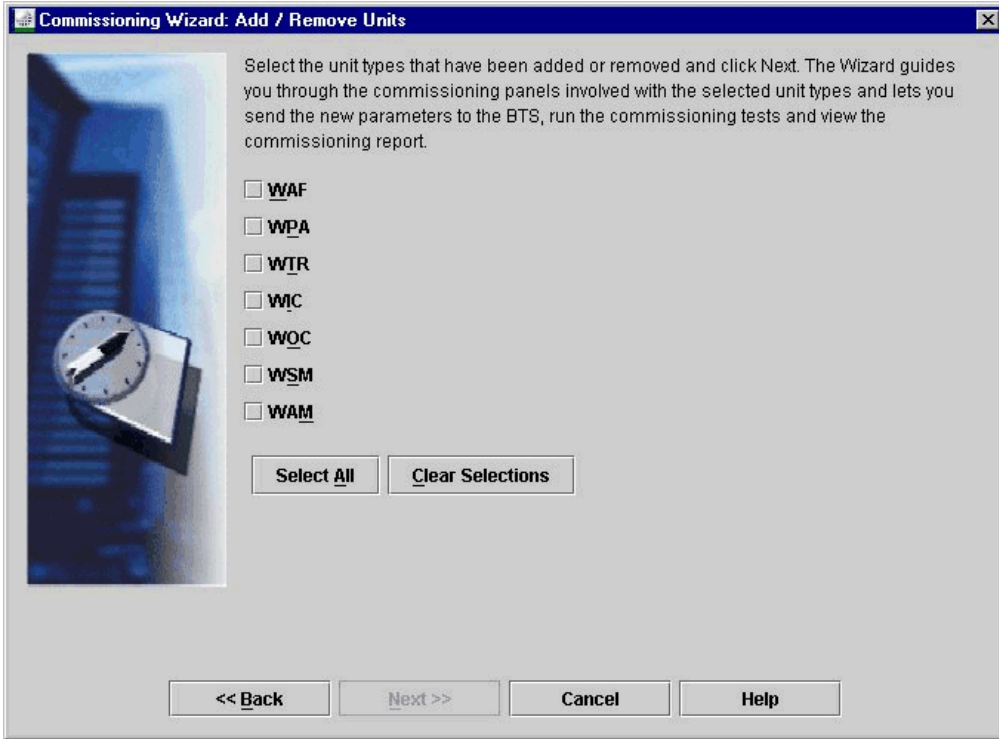 Commissioning Wizard: Add / Remove Units
Select the unit types that have been added or removed and click Next. The Wizard guides
you through the commissioning panels involved with the selected unit types and lets you
send the new parameters to the BTS, run the commissioning tests and view the
commissioning report.
WAF
WPA
WTR
WIC
WOC
WSM
WAM
Select All Clear Selections
<< Back Next >> Cancel Help